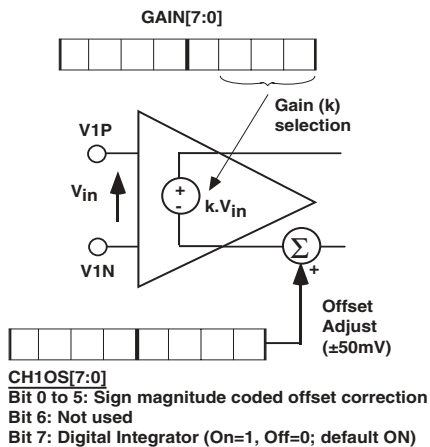 GAIN[7:0]
Gain (k)
selection
V1P
Vin
+
-
k.Vin
V1N
Σ
+
Offset
Adjust
(±50mV)
CH1OS[7:0]
Bit 0 to 5: Sign magnitude coded offset correction
Bit 6: Not used
Bit 7: Digital Integrator (On=1, Off=0; default ON)